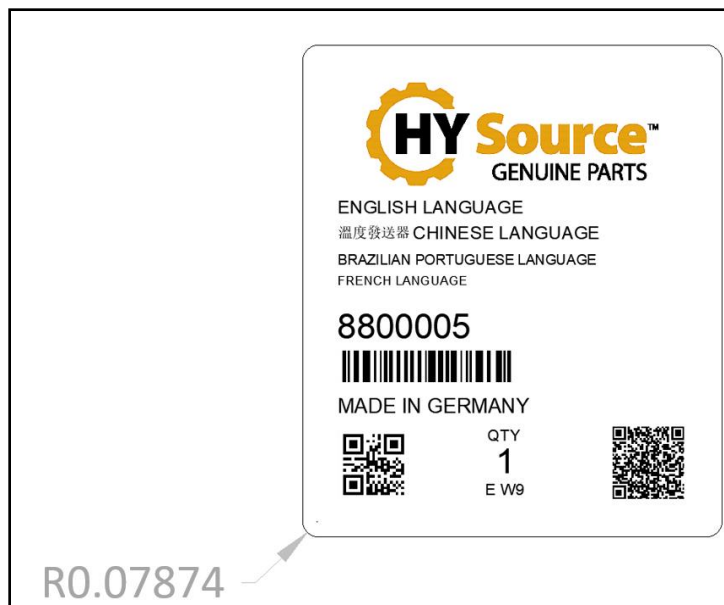 HY Source™
GENUINE PARTS
ENGLISH LANGUAGE
溫度發送器 CHINESE LANGUAGE
BRAZILIAN PORTUGUESE LANGUAGE
FRENCH LANGUAGE
8800005
MADE IN GERMANY
QTY
1
E W9
R0.07874